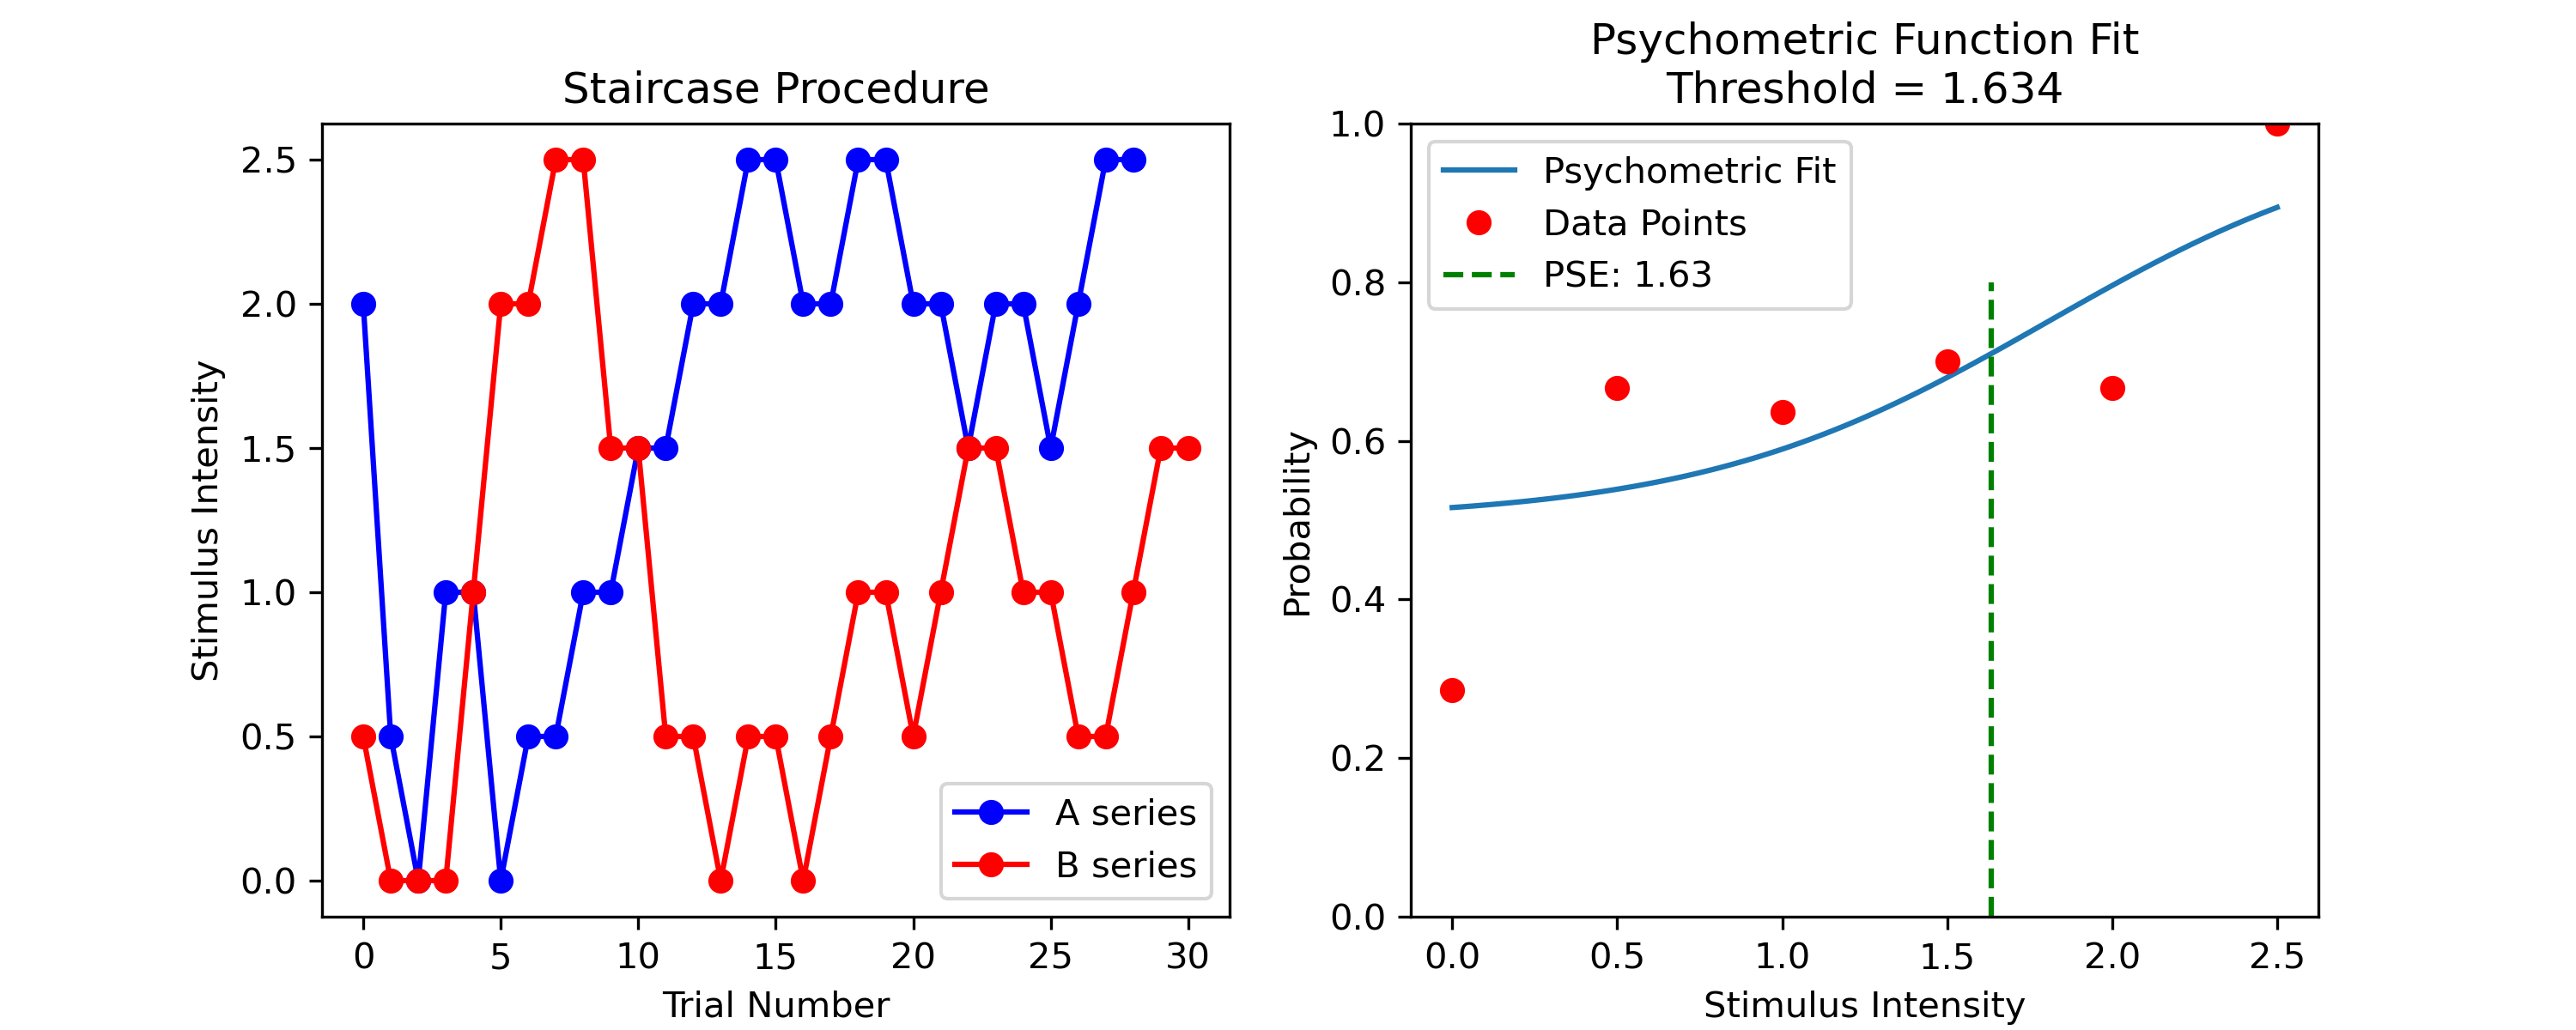 Staircase Procedure
Stimulus Intensity
2.5
2.0
1.5
1.0
0.5
0.0
A series
B series
0 5 10 15 20 25 30
Trial Number
Psychometric Function Fit
Threshold = 1.634
Probability
1.0
0.8
0.6
0.4
0.2
0.0
Psychometric Fit
Data Points
PSE: 1.63
0.0 0.5 1.0 1.5 2.0 2.5
Stimulus Intensity